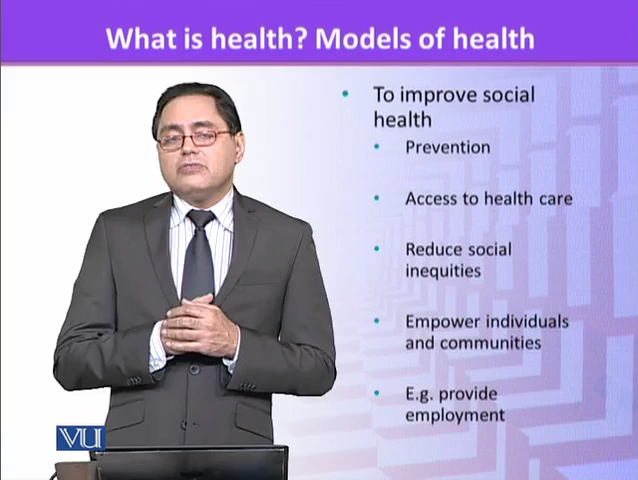 What is health? Models of health
• To improve social
health
• Prevention
• Access to health care
• Reduce social
inequities
• Empower individuals
and communities
• E.g. provide
employment
VU